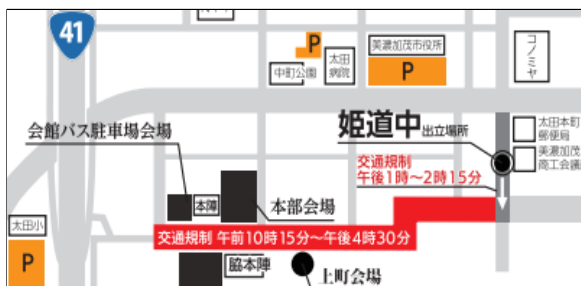 41
P
中町公園
太田
病院
美濃加茂市役所
P
コノミヤ
会館バス駐車場会場
姫道中 出立場所
太田本町
郵便局
美濃加茂
商工会議
交通規制
午後1時～2時15分
本陣
本部会場
交通規制 午前10時15分～午後4時30分
太田小
P
脇本陣
上町会場